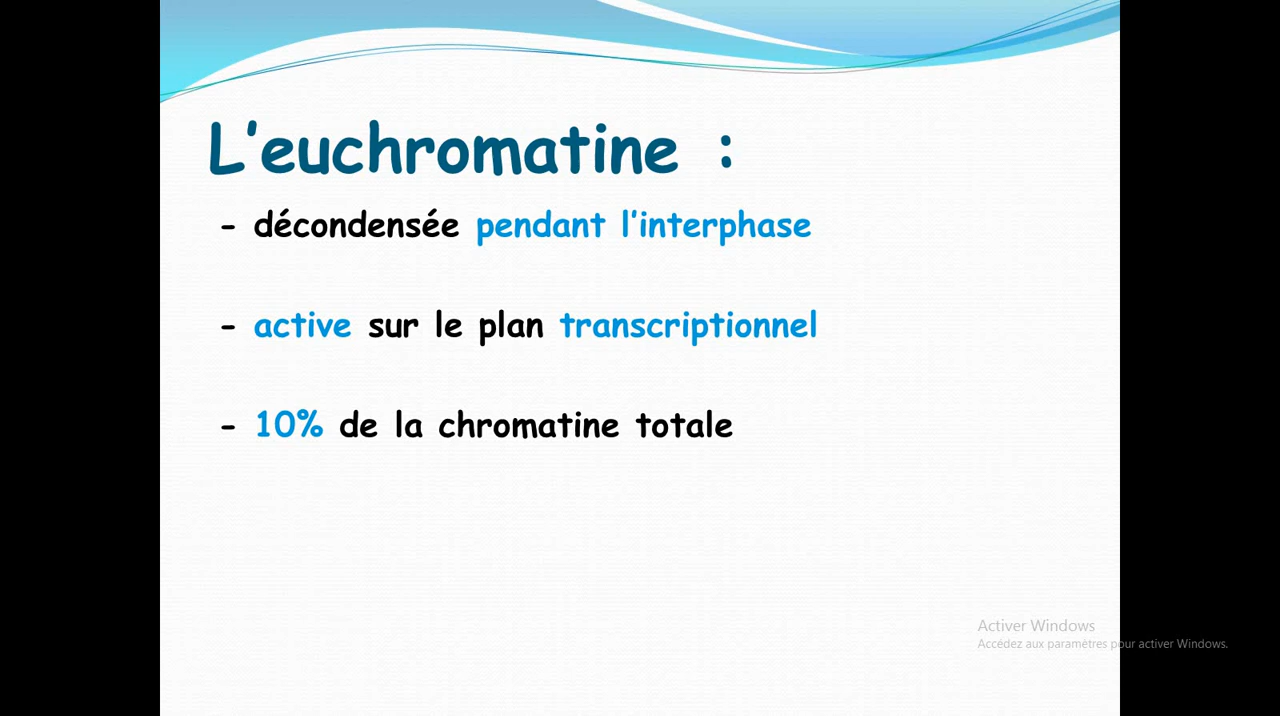 L'euchromatine :
- décondensée pendant l'interphase
- active sur le plan transcriptionnel
- 10% de la chromatine totale
Activer Windows
Accédez aux paramètres pour activer Windows.